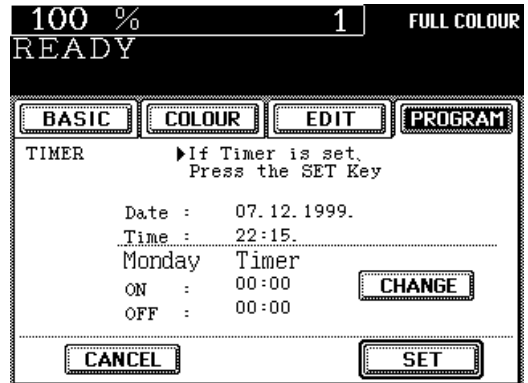 100 % 1 FULL COLOUR
READY
BASIC COLOUR EDIT PROGRAM
TIMER ▶If Timer is set、
Press the SET Key
Date : 07.12.1999.
Time : 22:15.
Monday Timer
ON : 00:00 CHANGE
OFF : 00:00
CANCEL SET